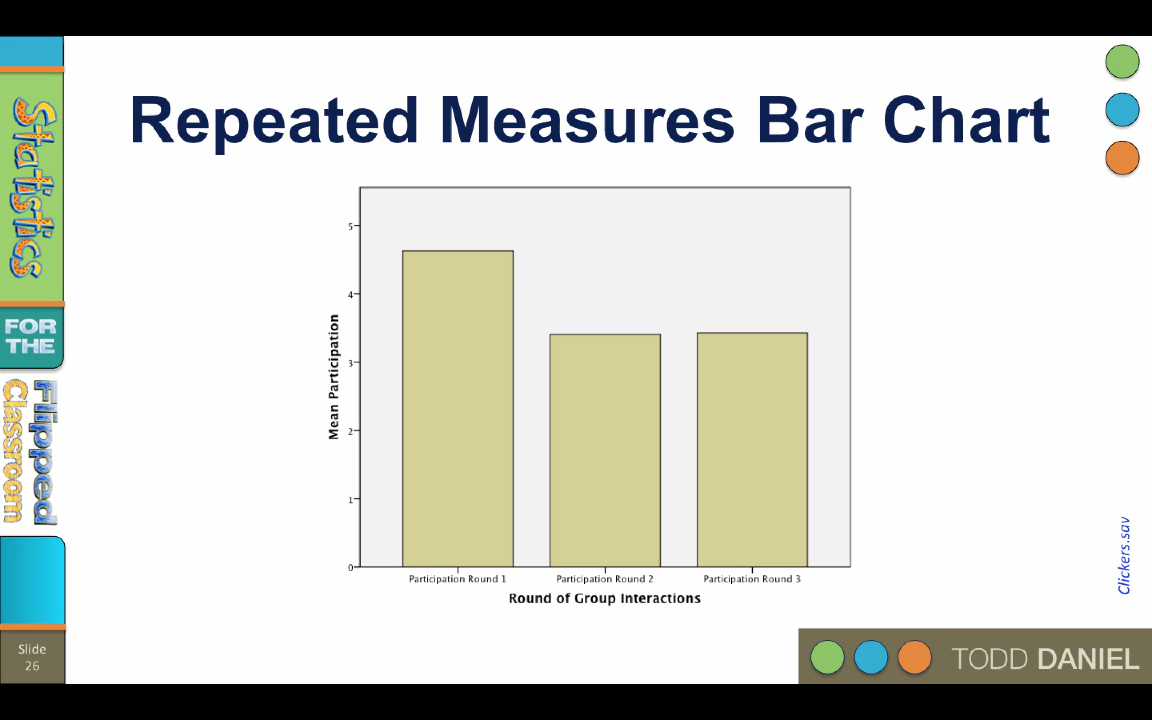 Repeated Measures Bar Chart
Statistics
FOR
THE
Flipped
Classroom
Slide
26
5
4
3
2
1
0
Mean Participation
Participation Round 1
Participation Round 2
Participation Round 3
Round of Group Interactions
Clickers.sav
TODD DANIEL